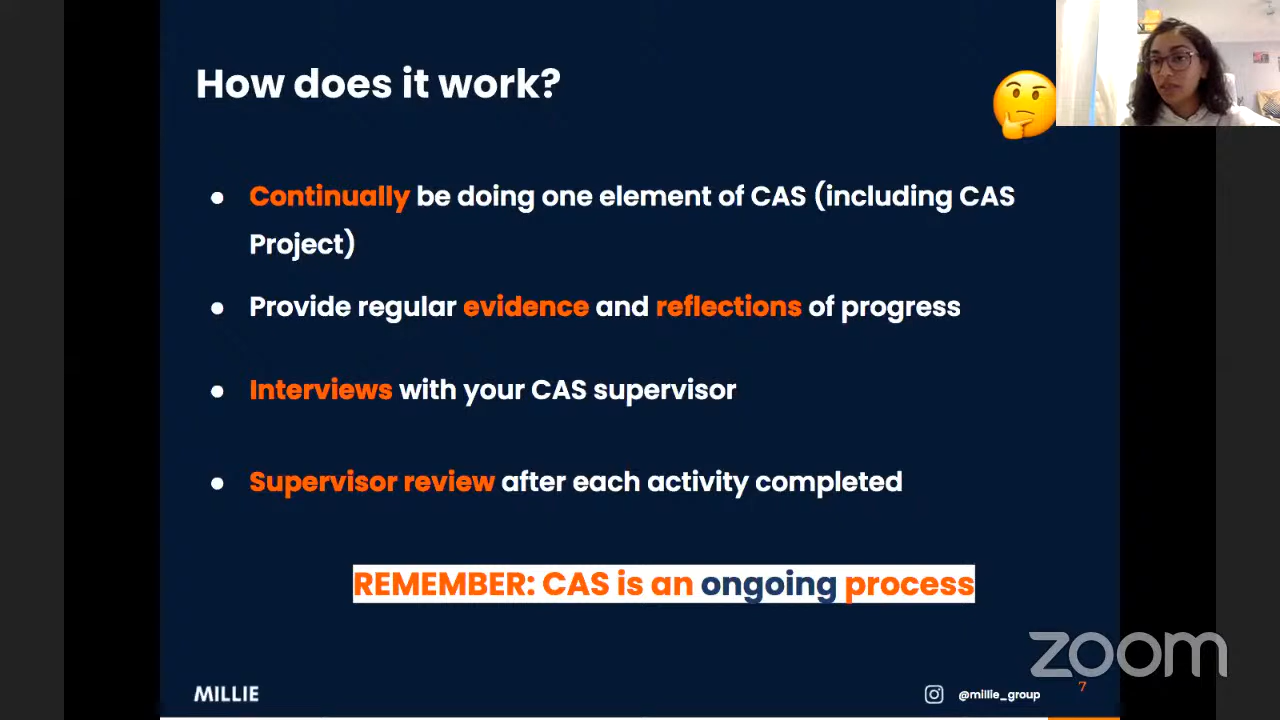 How does it work?
● Continually be doing one element of CAS (including CAS
Project)
● Provide regular evidence and reflections of progress
● Interviews with your CAS supervisor
● Supervisor review after each activity completed
REMEMBER: CAS is an ongoing process
zoom
MILLIE
@millie_group
7